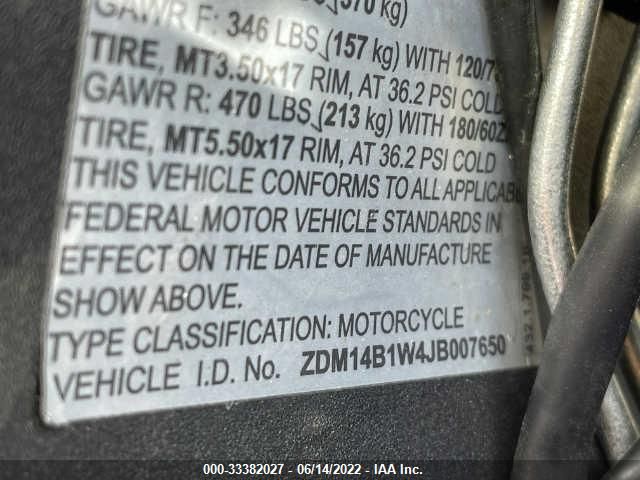 (370 kg)
GAWR F: 346 LBS.(157 kg) WITH 120/7
TIRE, MT3.50x17 RIM, AT 36.2 PSI COLD
GAWR R: 470 LBS.(213 kg) WITH 180/60Z
TIRE, MT5.50x17 RIM, AT 36.2 PSI COLD
THIS VEHICLE CONFORMS TO ALL APPLICAB
FEDERAL MOTOR VEHICLE STANDARDS IN
EFFECT ON THE DATE OF MANUFACTURE
SHOW ABOVE.
TYPE CLASSIFICATION: MOTORCYCLE
VEHICLE I.D. No. ZDM14B1W4JB007650
000-33382027 - 06/14/2022 - IAA Inc.